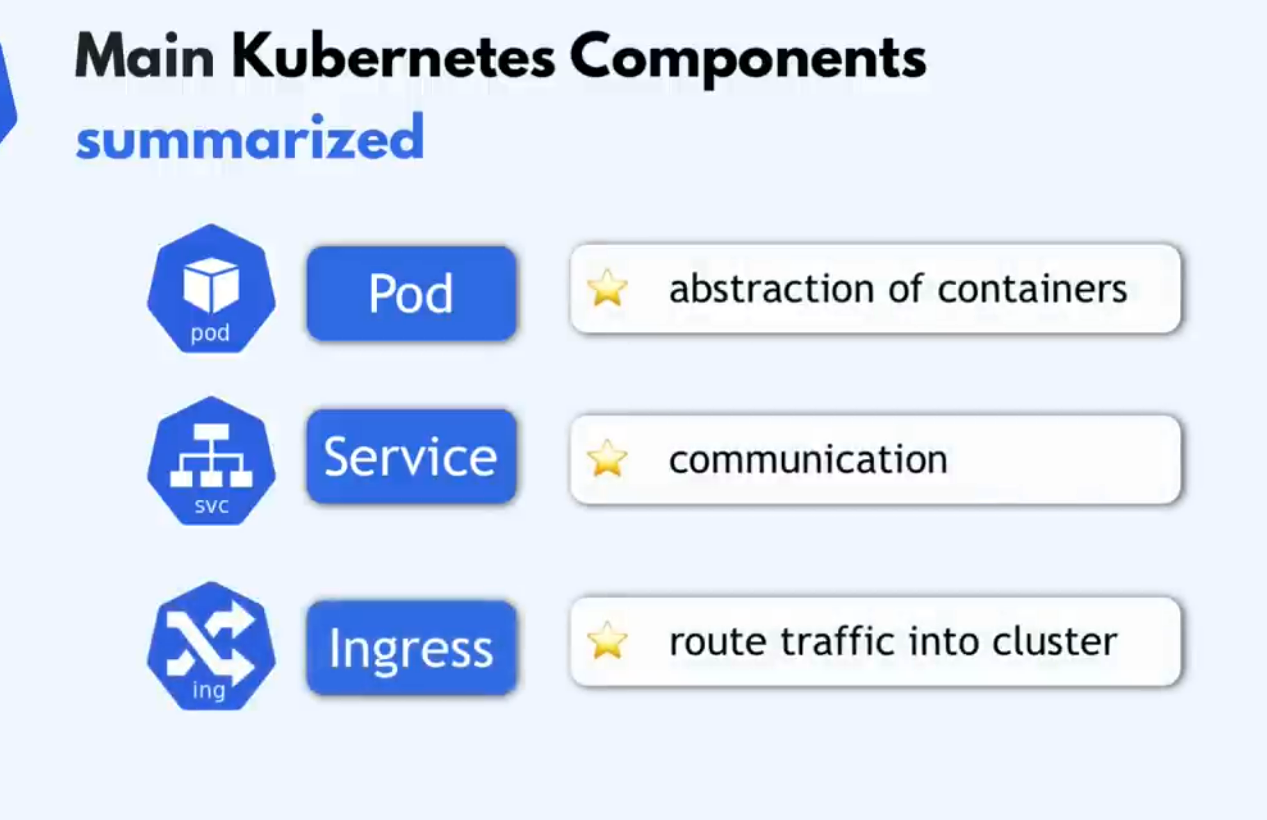 Main Kubernetes Components
summarized
pod
Pod
abstraction of containers
svc
Service
communication
ing
Ingress
route traffic into cluster